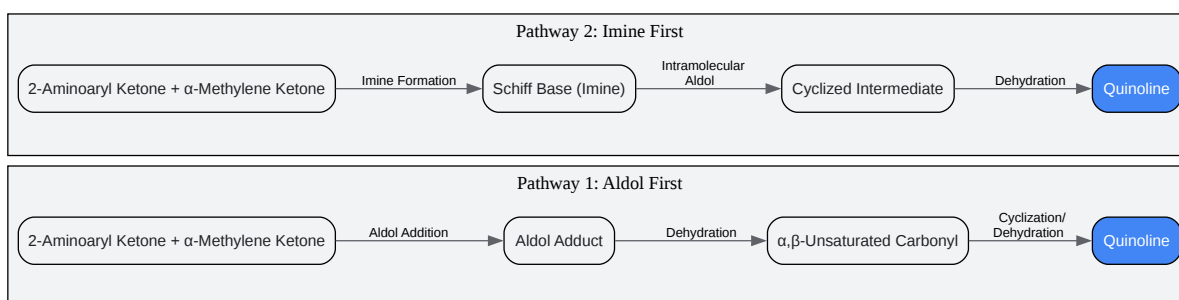 Pathway 2: Imine First
2-Aminoaryl Ketone + α-Methylene Ketone
Imine Formation
Schiff Base (Imine)
Intramolecular
Aldol
Cyclized Intermediate
Dehydration
Quinoline
Pathway 1: Aldol First
2-Aminoaryl Ketone + α-Methylene Ketone
Aldol Addition
Aldol Adduct
Dehydration
α,β-Unsaturated Carbonyl
Cyclization/
Dehydration
Quinoline